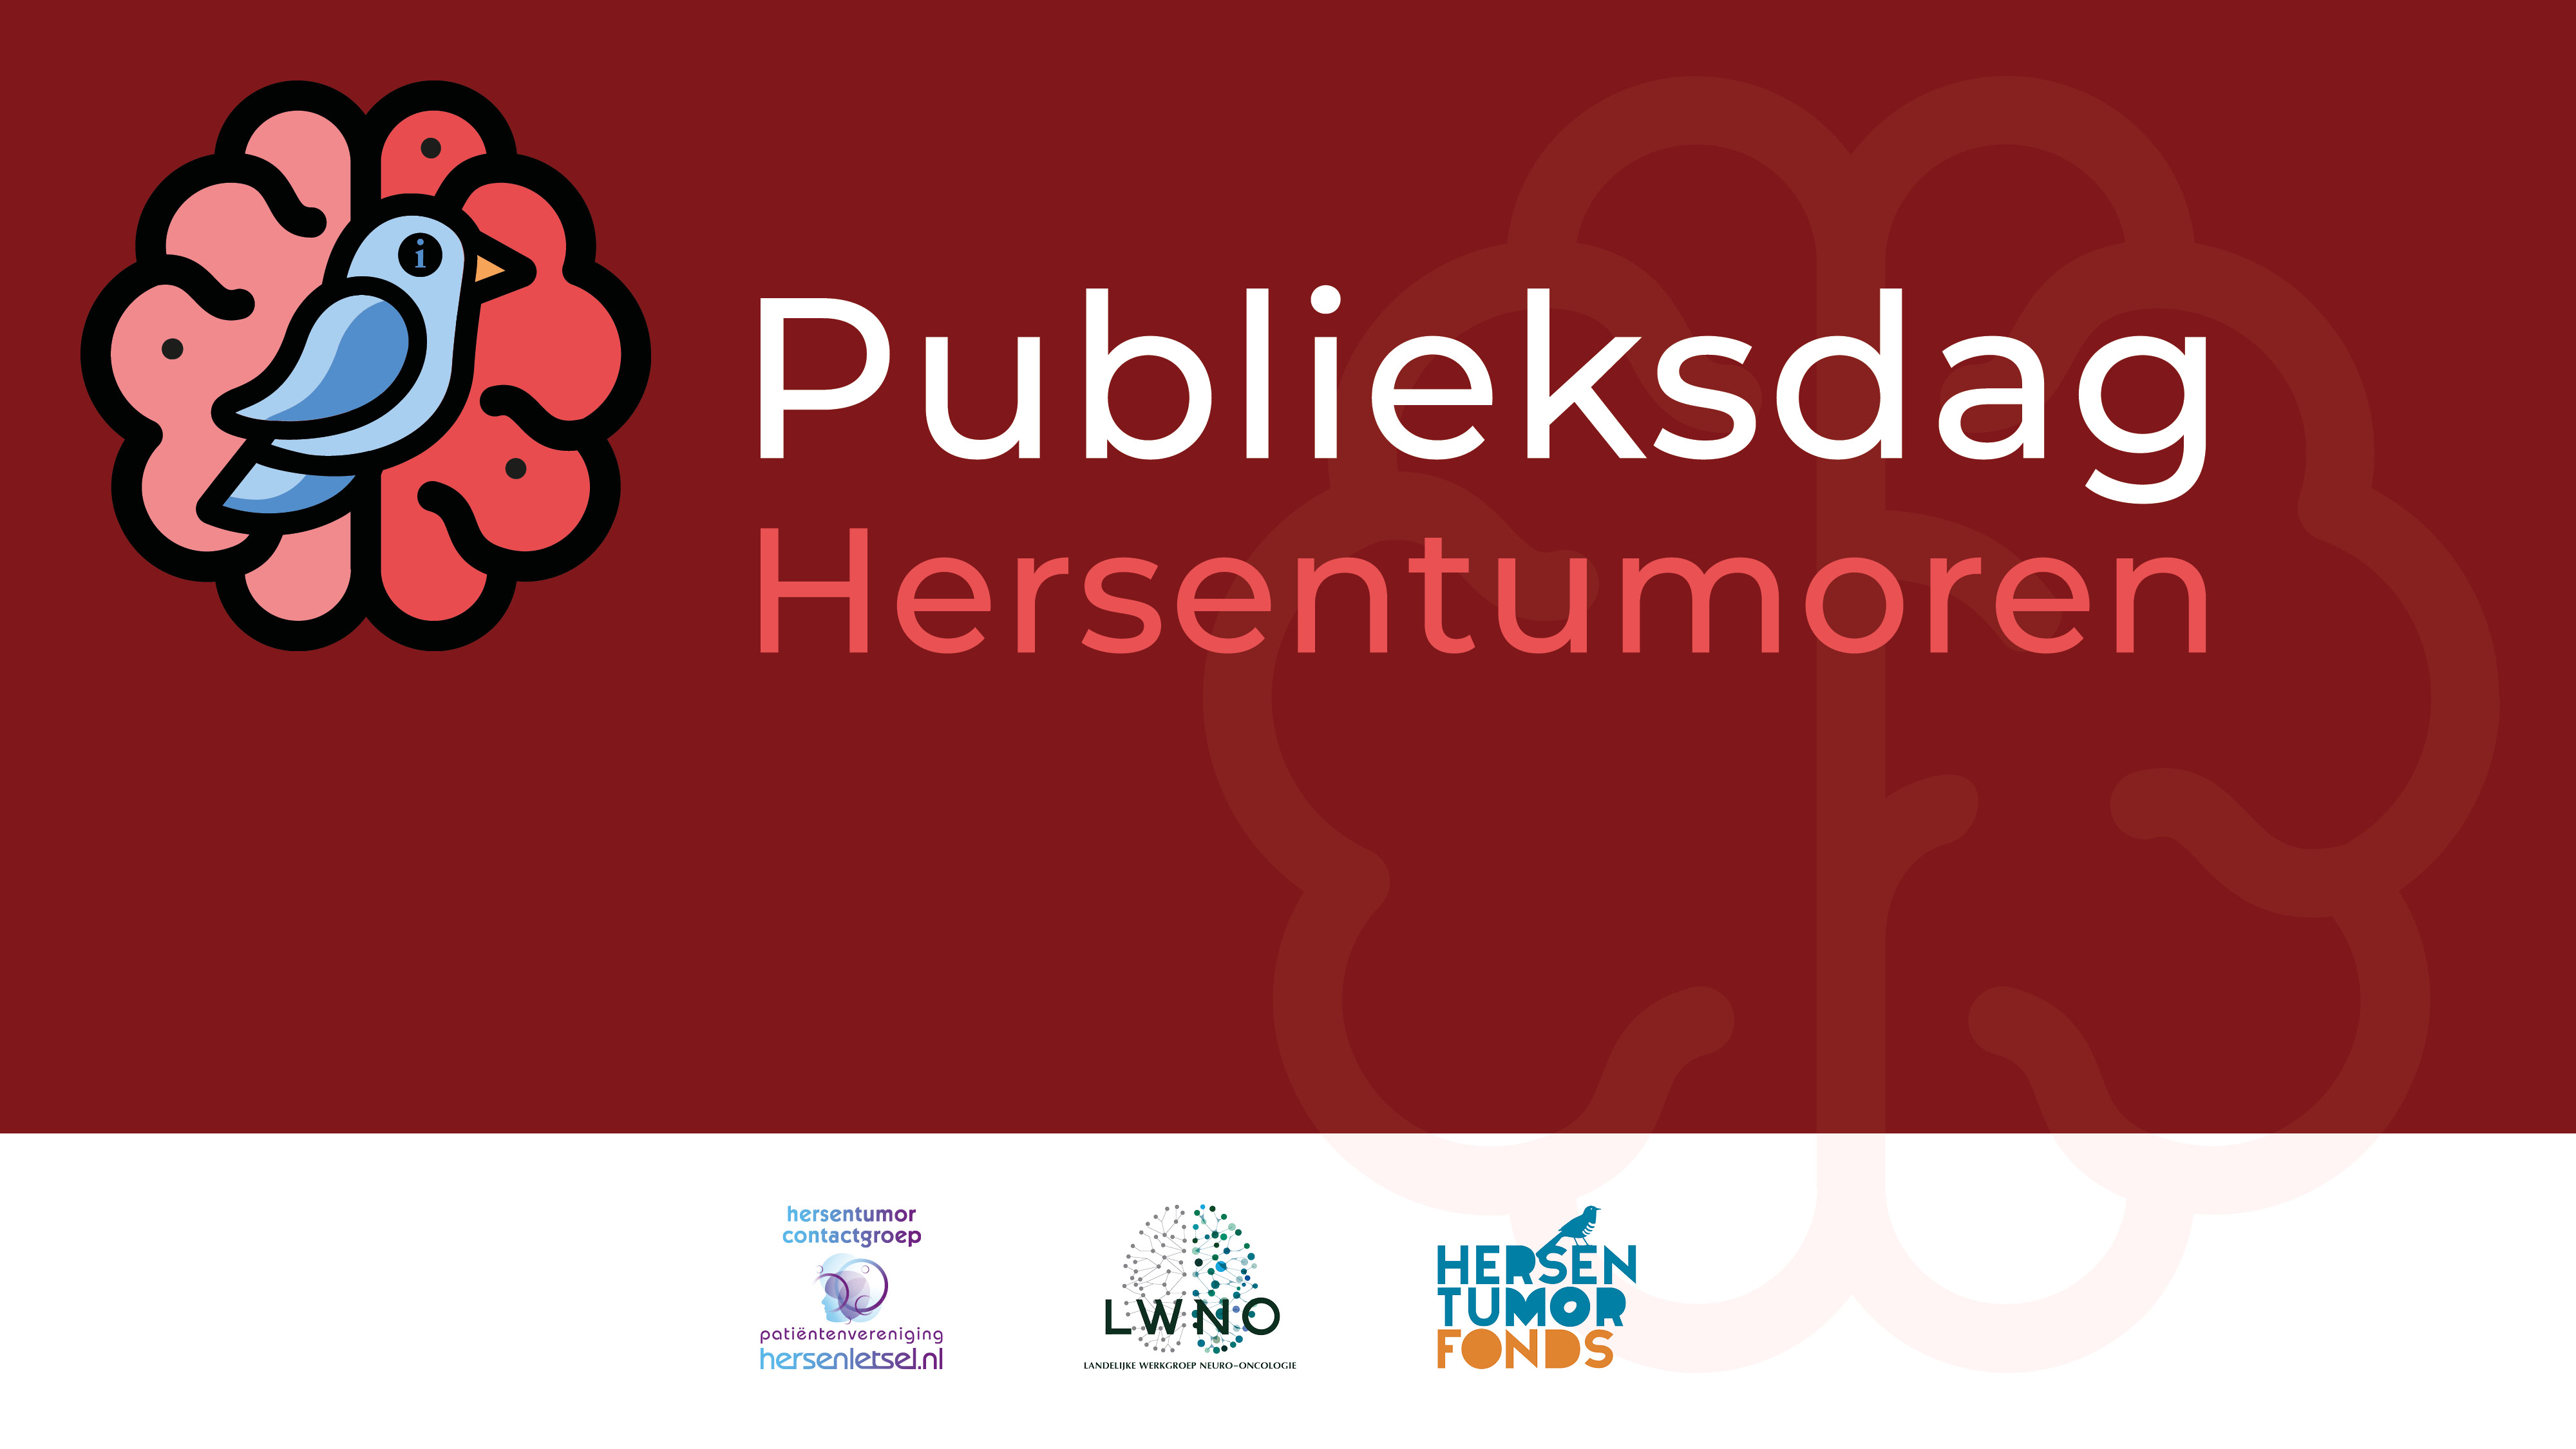 i
Publieksdag
Hersentumoren
hersentumor
contactgroep
patiëntenvereniging
hersenletsel.nl
LWNO
LANDELIJKE WERKGROEP NEURO-ONCOLOGIE
HERSEN
TUMOR
FONDS